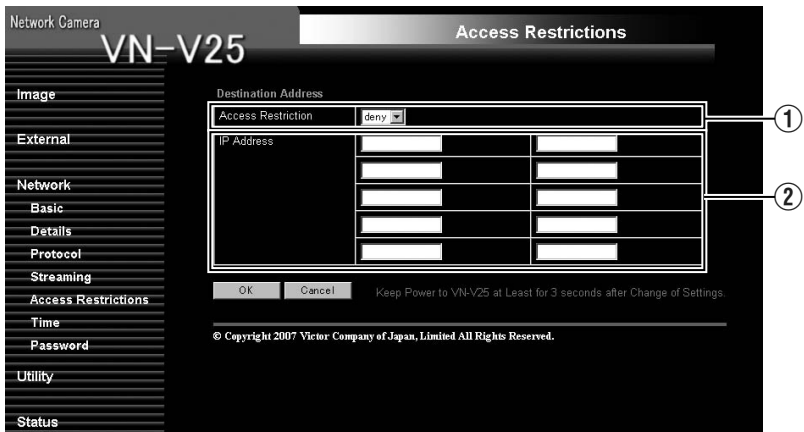 Network Camera
VN-V25
Access Restrictions
Image
External
Network
Basic
Details
Protocol
Streaming
Access Restrictions
Time
Password
Utility
Status
Destination Address
Access Restriction
deny
①
IP Address
②
OK
Cancel
Keep Power to VN-V25 at Least for 3 seconds after Change of Settings.
© Copyright 2007 Victor Company of Japan, Limited All Rights Reserved.